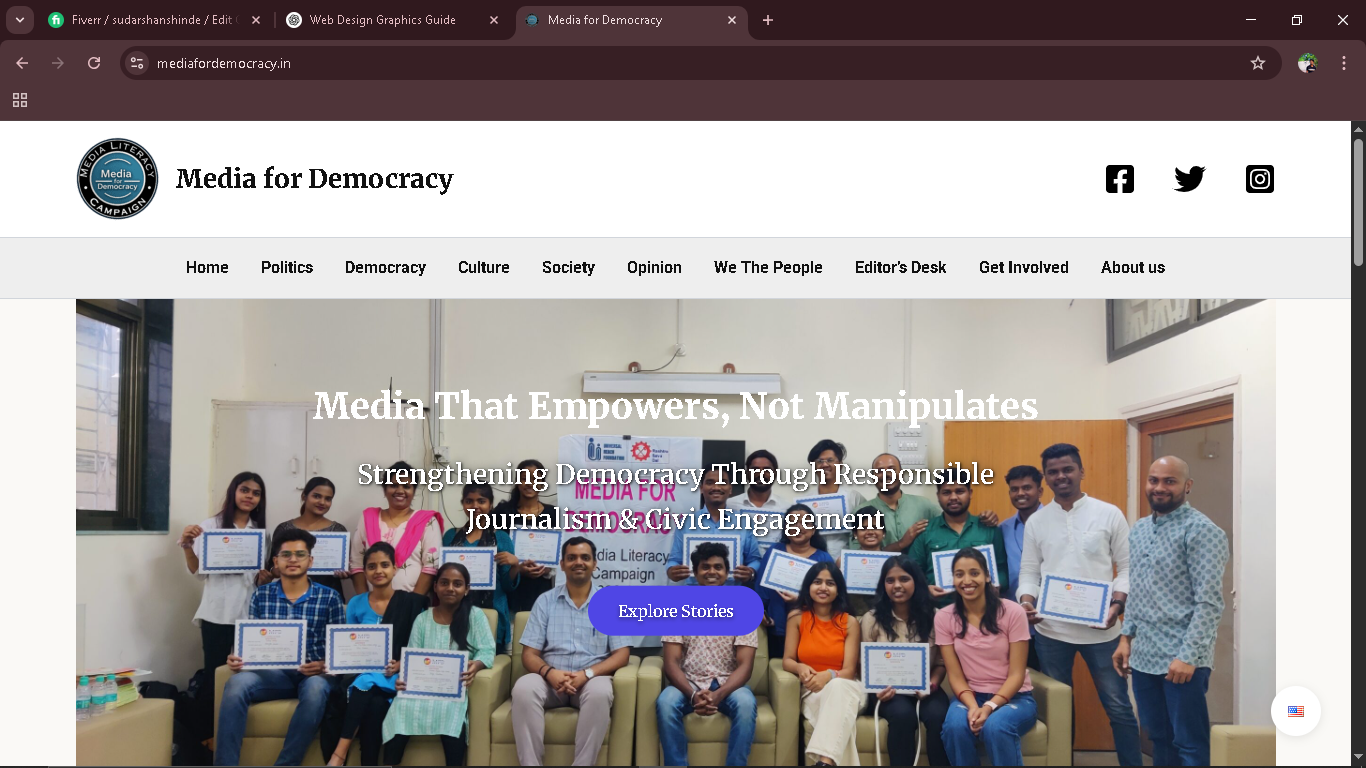 Fiverr / sudarshanshinde / Edit
Web Design Graphics Guide
Media for Democracy
mediafordemocracy.in
MEDIA LITERACY
Media
for
Democracy
CAMPAIGN
Media for Democracy
Home Politics Democracy Culture Society Opinion We The People Editor's Desk Get Involved About us
Media That Empowers, Not Manipulates
Strengthening Democracy Through Responsible
Journalism & Civic Engagement
MEDIA FOR
Media Literacy
Campaign
Explore Stories